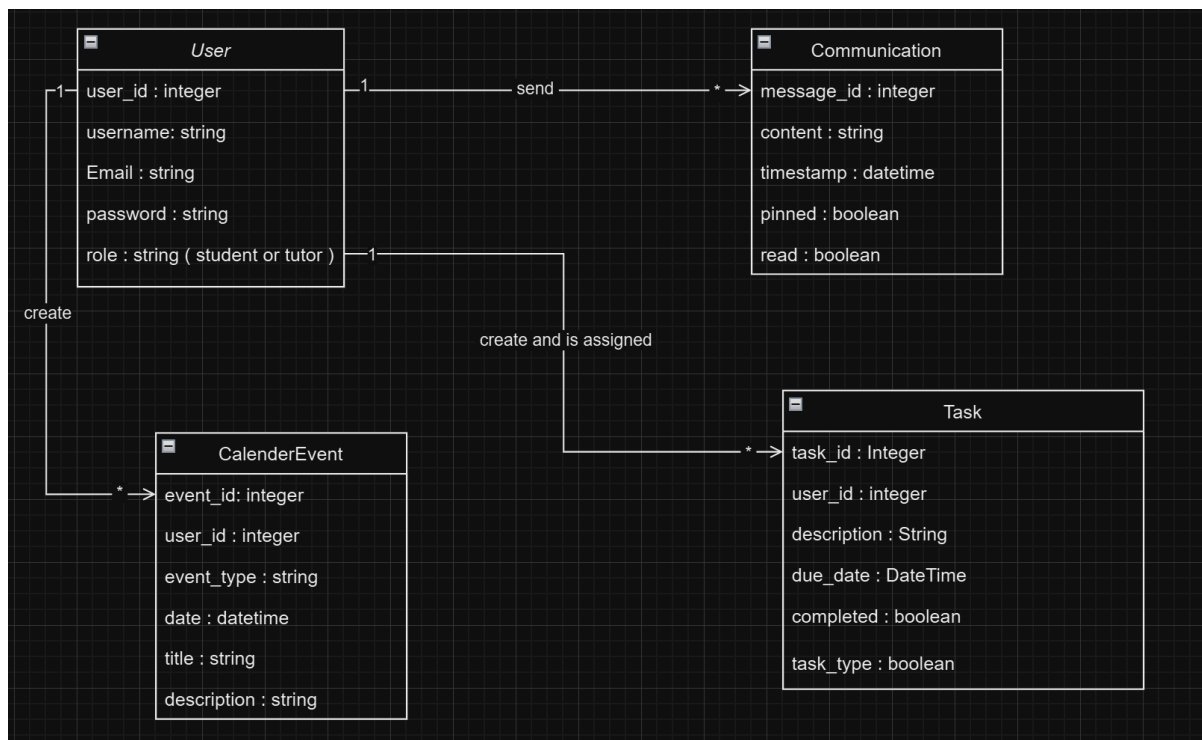 User
user_id : integer
username: string
Email : string
password : string
role : string ( student or tutor )
1
send
*
Communication
message_id : integer
content : string
timestamp : datetime
pinned : boolean
read : boolean
1
create
*
1
create and is assigned
*
CalenderEvent
event_id: integer
user_id : integer
event_type : string
date : datetime
title : string
description : string
Task
task_id : Integer
user_id : integer
description : String
due_date : DateTime
completed : boolean
task_type : boolean